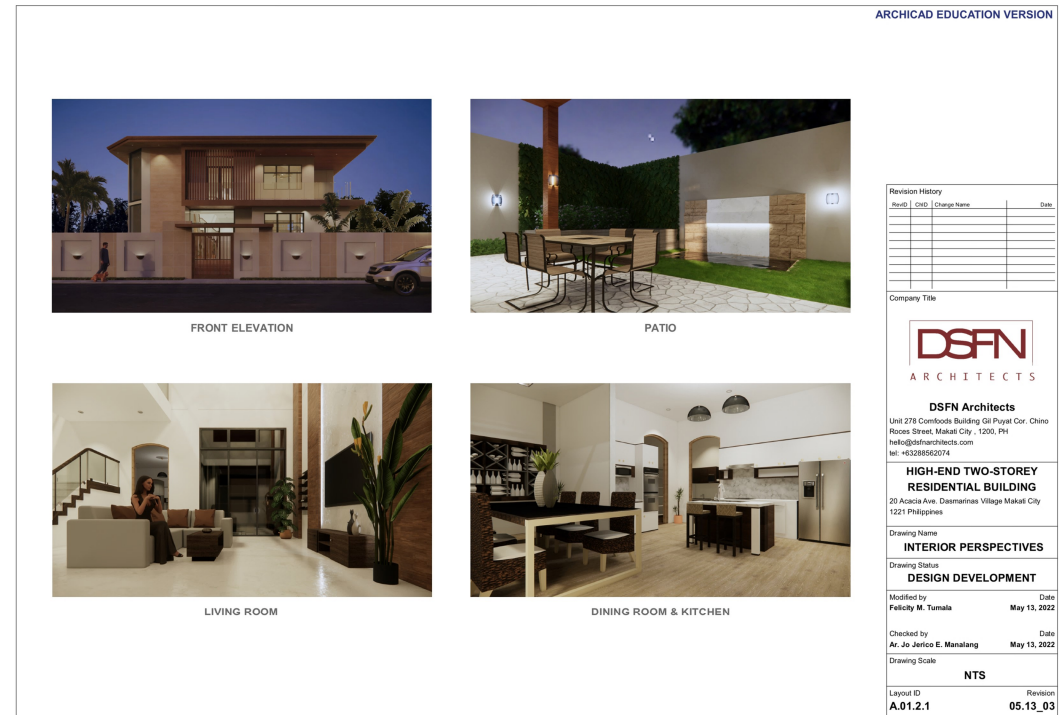 ARCHICAD EDUCATION VERSION
FRONT ELEVATION
PATIO
LIVING ROOM
DINING ROOM & KITCHEN
Revision History
RevID ChID Change Name Date
Company Title
DSFN
ARCHITECTS
DSFN Architects
Unit 278 Comfoods Building Gil Puyat Cor. Chino
Roces Street, Makati City , 1200, PH
hello@dsfnarchitects.com
tel: +63288562074
HIGH-END TWO-STOREY
RESIDENTIAL BUILDING
20 Acacia Ave. Dasmarinas Village Makati City
1221 Philippines
Drawing Name
INTERIOR PERSPECTIVES
Drawing Status
DESIGN DEVELOPMENT
Modified by Date
Felicity M. Tumala May 13, 2022
Checked by Date
Ar. Jo Jerico E. Manalang May 13, 2022
Drawing Scale
NTS
Layout ID Revision
A.01.2.1 05.13_03